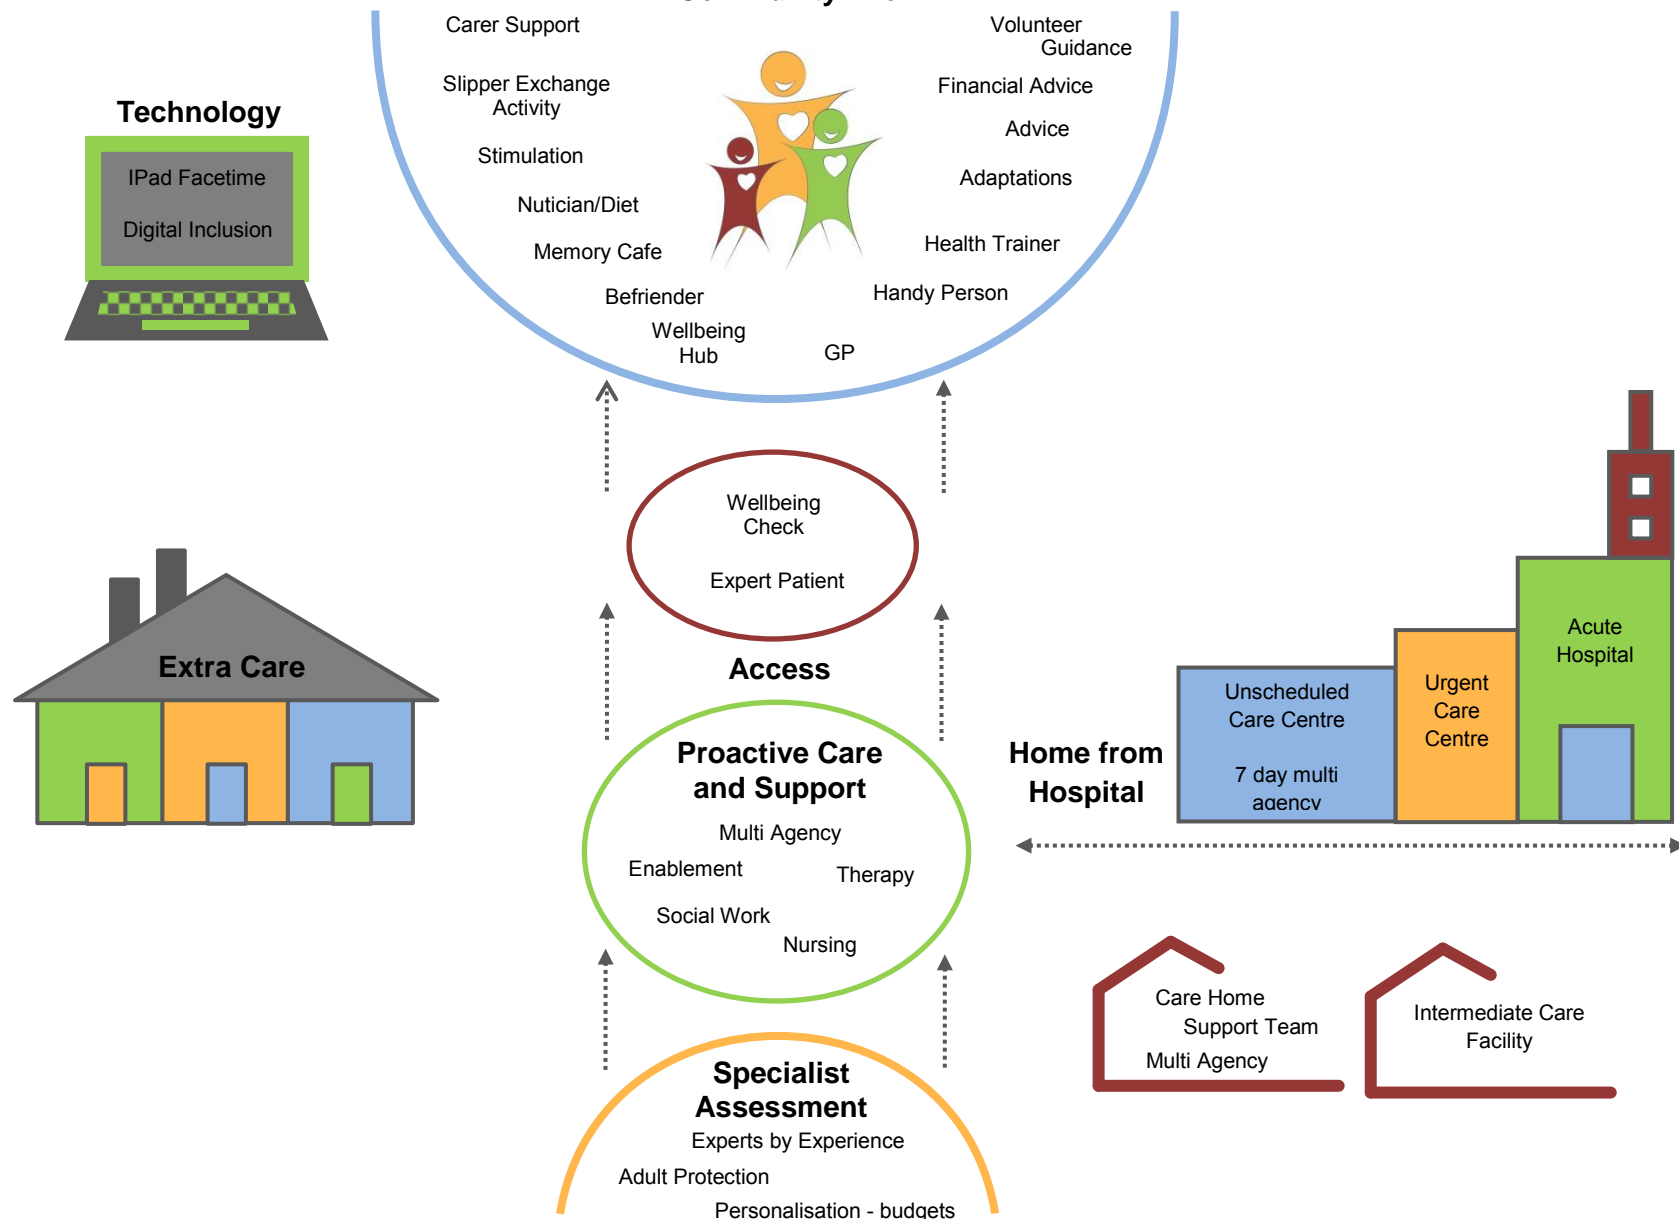 Carer Support
Volunteer
Guidance
Slipper Exchange
Activity
Financial Advice
Advice
Stimulation
Adaptations
Nutician/Diet
Memory Cafe
Health Trainer
Befriender
Handy Person
Wellbeing
Hub
GP
Technology
IPad Facetime
Digital Inclusion
Wellbeing
Check
Expert Patient
Access
Extra Care
Proactive Care
and Support
Multi Agency
Enablement
Therapy
Social Work
Nursing
Home from
Hospital
Unscheduled
Care Centre
7 day multi
agency
Urgent
Care
Centre
Acute
Hospital
Care Home
Support Team
Multi Agency
Intermediate Care
Facility
Specialist
Assessment
Experts by Experience
Adult Protection
Personalisation - budgets